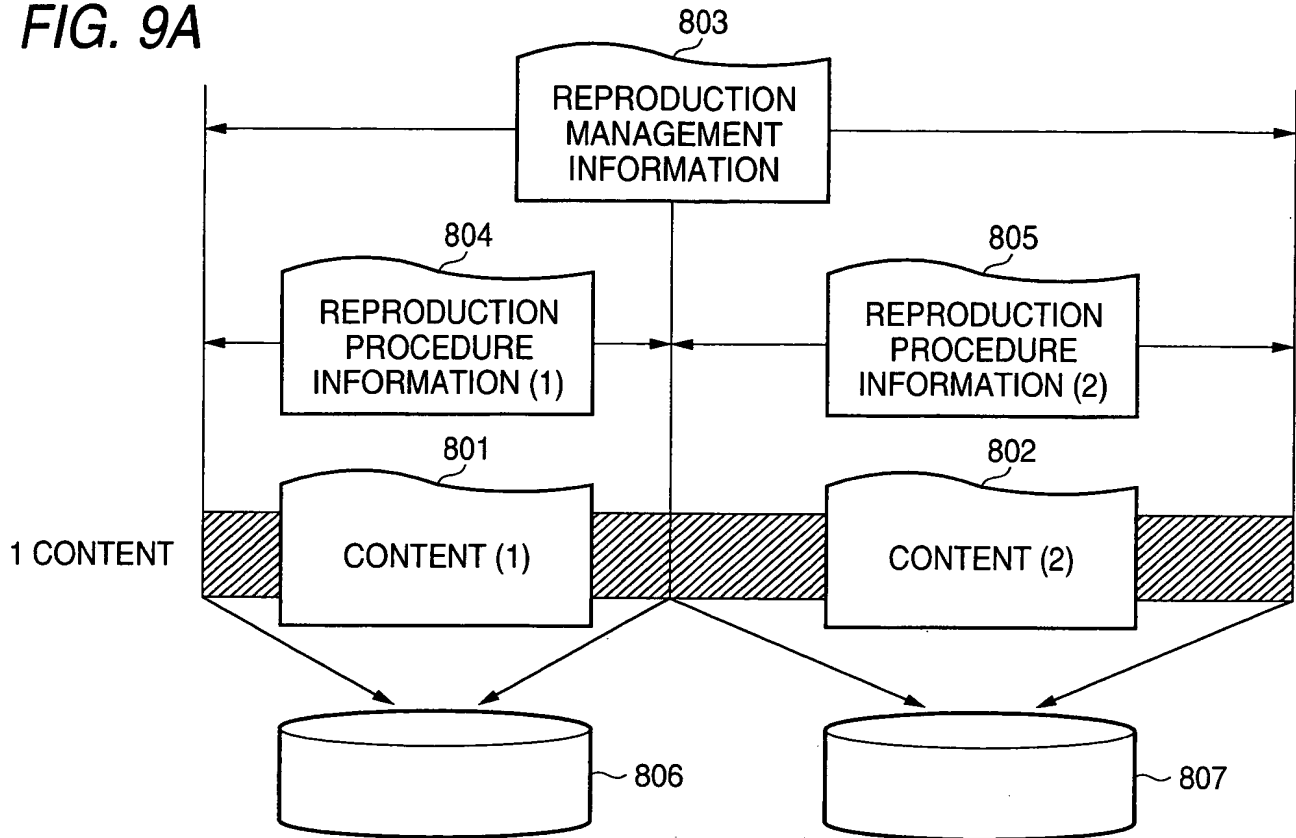 FIG. 9A
803
REPRODUCTION
MANAGEMENT
INFORMATION
804
805
REPRODUCTION
PROCEDURE
INFORMATION (1)
REPRODUCTION
PROCEDURE
INFORMATION (2)
801
802
1 CONTENT
CONTENT (1)
CONTENT (2)
806
807